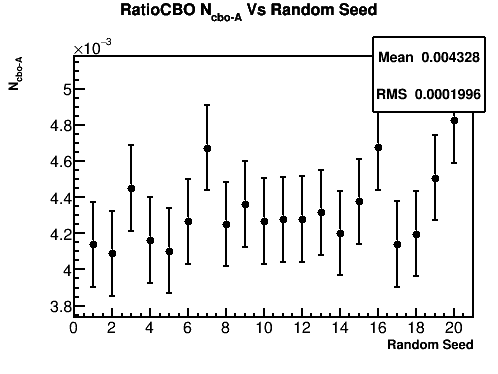 RatioCBO N_cbo-A Vs Random Seed
×10⁻³
Mean 0.004328
RMS 0.0001996
N_cbo-A
5
4.8
4.6
4.4
4.2
4
3.8
0 2 4 6 8 10 12 14 16 18 20
Random Seed